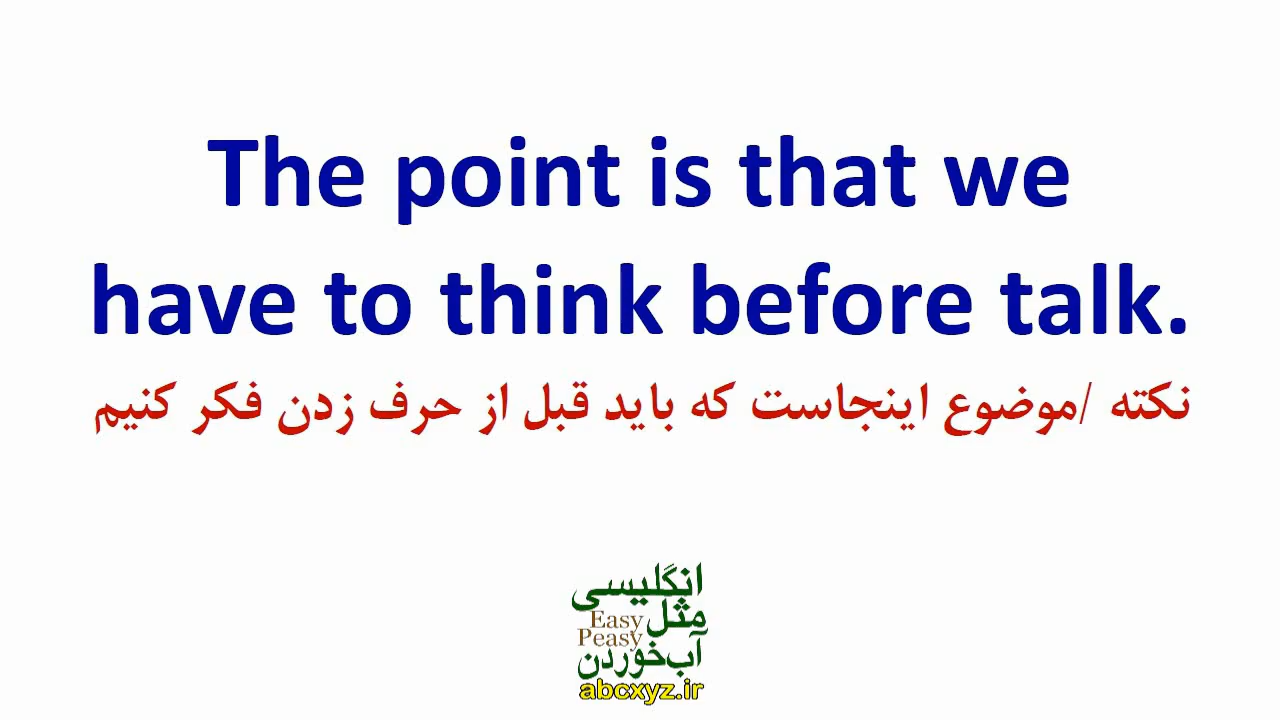 The point is that we
have to think before talk.
نکته /موضوع اینجاست که باید قبل از حرف زدن فکر کنیم
انگلیسی
مثل
Easy
Peasy
آب‌خوردن
abcxyz.ir